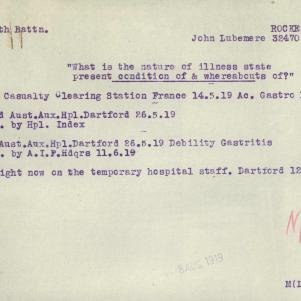 th Battn.
ROCKE
John Lubemere 32470
"What is the nature of illness state
present condition of & whereabouts of?"
Casualty Clearing Station France 14.5.19 Ac. Gastro
d Aust.Aux.Hpl.Dartford 26.5.19
. by Hpl. Index
Aust.Aux.Hpl.Dartford 26.5.19 Debility Gastritis
. by A.I.F.Hdqrs 11.6.19
ight now on the temporary hospital staff. Dartford 12
8 AUG 1919
M(L